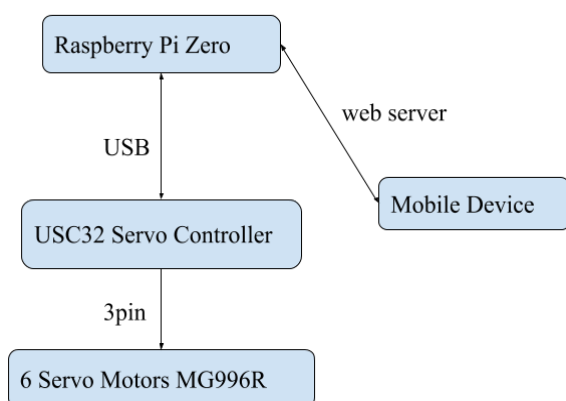 Raspberry Pi Zero
web server
USB
Mobile Device
USC32 Servo Controller
3pin
6 Servo Motors MG996R